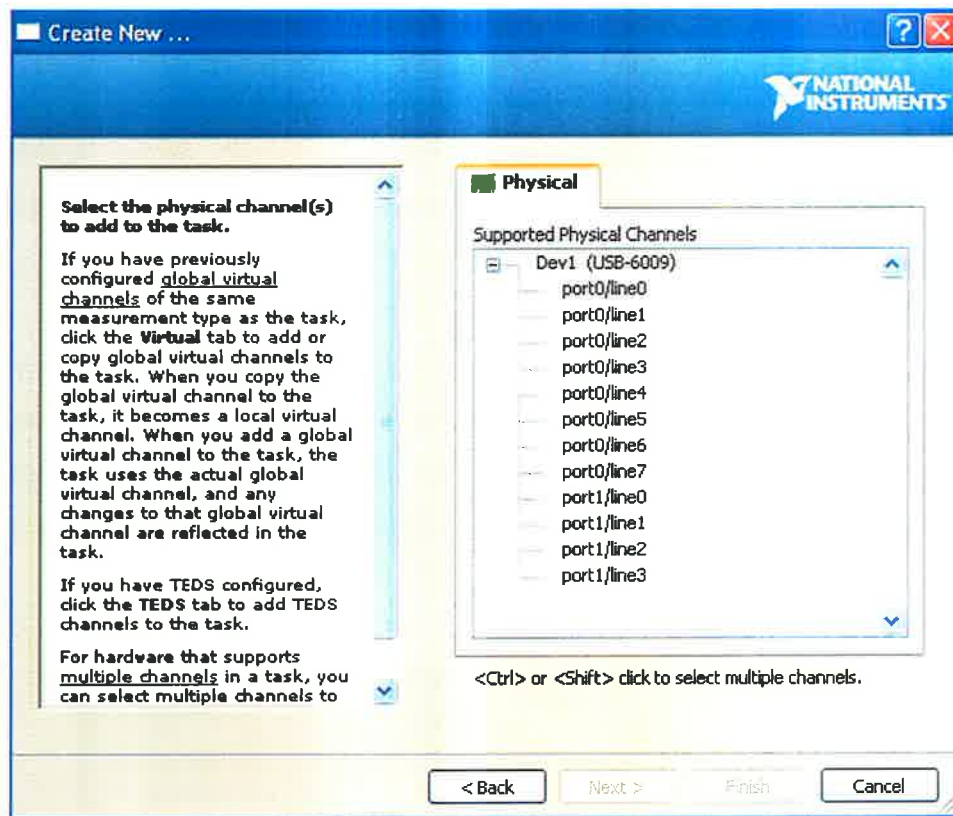 Create New ...
NATIONAL
INSTRUMENTS
Select the physical channel(s)
to add to the task.
If you have previously
configured global virtual
channels of the same
measurement type as the task,
click the Virtual tab to add or
copy global virtual channels to
the task. When you copy the
global virtual channel to the
task, it becomes a local virtual
channel. When you add a global
virtual channel to the task, the
task uses the actual global
virtual channel, and any
changes to that global virtual
channel are reflected in the
task.
If you have TEDS configured,
click the TEDS tab to add TEDS
channels to the task.
For hardware that supports
multiple channels in a task, you
can select multiple channels to
Physical
Supported Physical Channels
Dev1 (USB-6009)
port0/line0
port0/line1
port0/line2
port0/line3
port0/line4
port0/line5
port0/line6
port0/line7
port1/line0
port1/line1
port1/line2
port1/line3
<Ctrl> or <Shift> click to select multiple channels.
< Back
Next >
Finish
Cancel